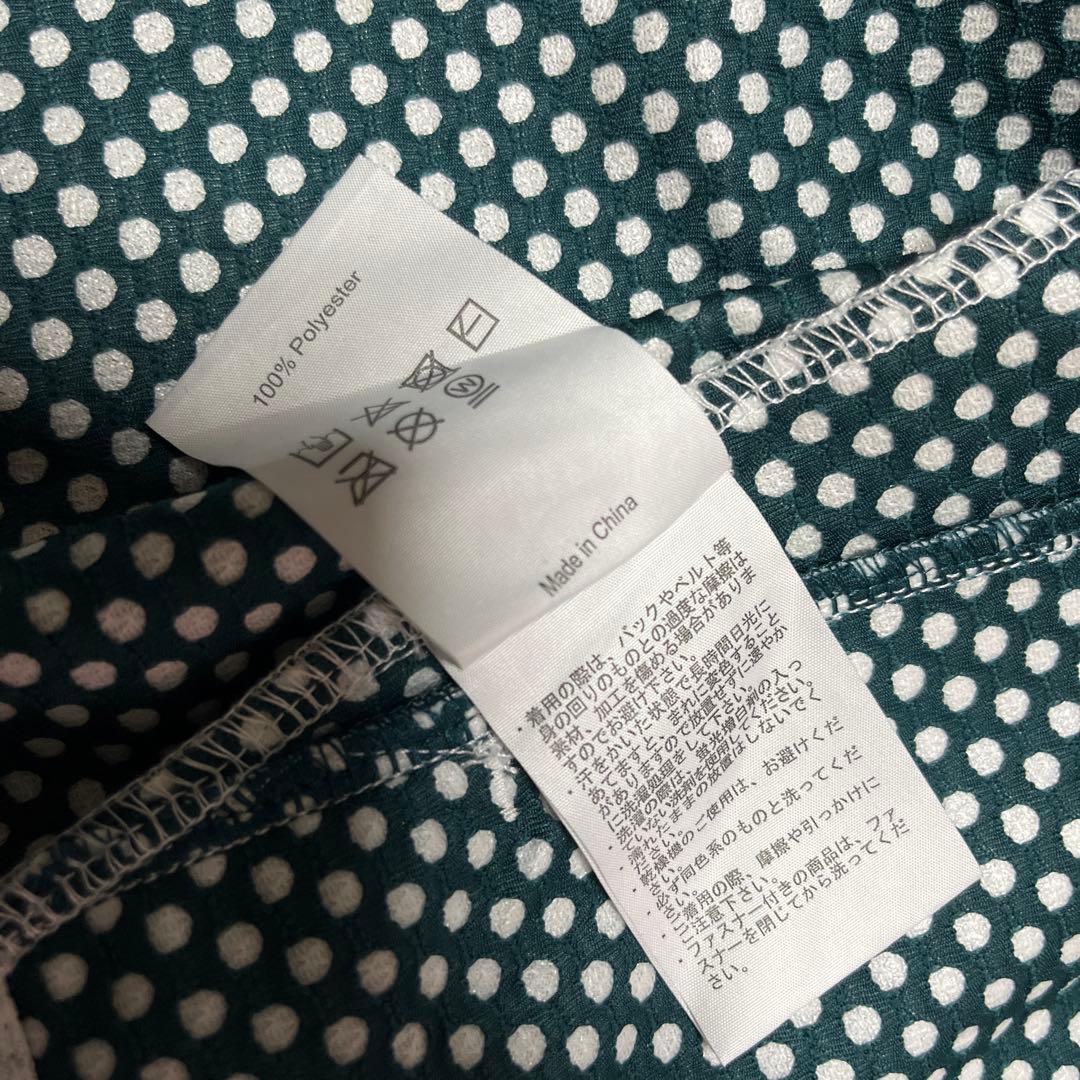 100% Polyester
W
Made in China
・着用の際は、バックやベルト等
身の回りのものとの過度な摩擦は
素材、加工を傷める場合がありま
すのでお避け下さい。
・汗をかいた状態で長時間日光に
あてますと、まれに変色すること
がありますので放置せずに速やか
に洗濯処理をして下さい。
・洗濯の際は、蛍光増白剤の入っ
ていない洗剤を使用してください。
・濡れたままの放置はしないでく
ださい。
・乾燥機のご使用は、お避けくだ
さい。
・必ず同色系のものと洗ってくだ
さい。
・ご着用の際、摩擦や引っかけに
ご注意下さい。
・ファスナー付きの商品は、ファ
スナーを閉じてから洗ってくだ
さい。